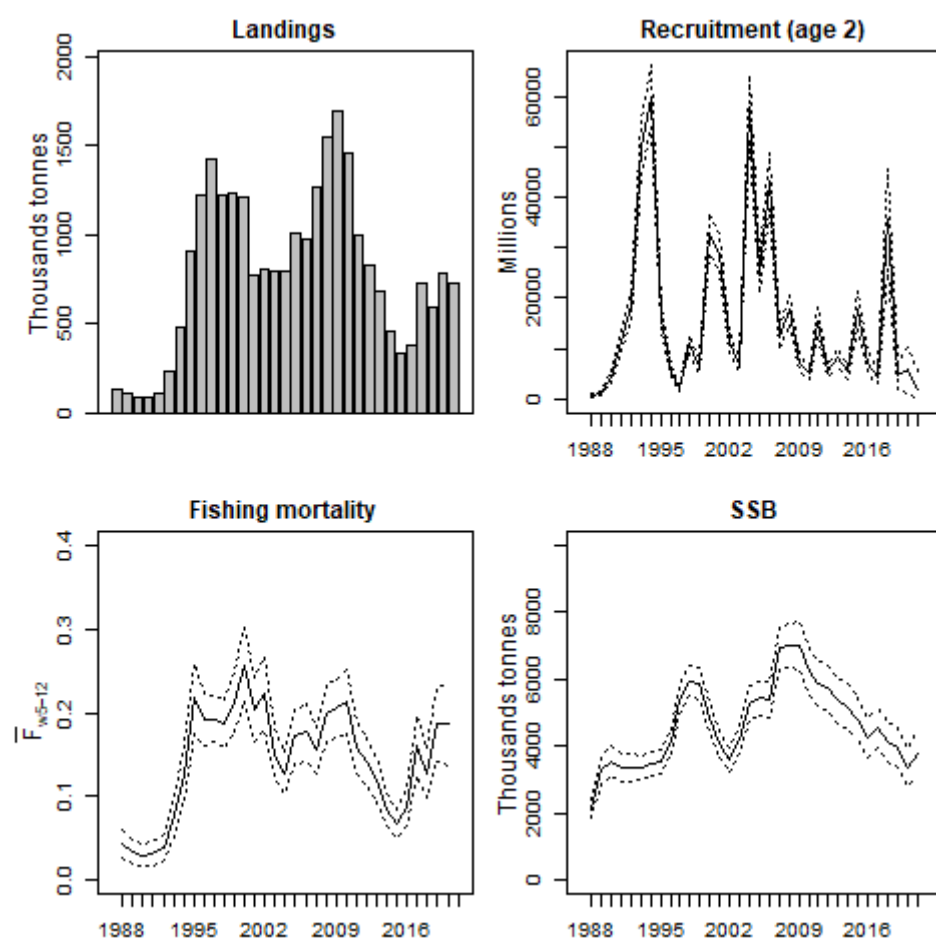 Landings
Thousands tonnes
0 500 1000 1500 2000
Recruitment (age 2)
Millions
0 20000 40000 60000
1988 1995 2002 2009 2016
Fishing mortality
F̅w5–12
0.0 0.1 0.2 0.3 0.4
1988 1995 2002 2009 2016
SSB
Thousands tonnes
0 2000 4000 6000 8000
1988 1995 2002 2009 2016